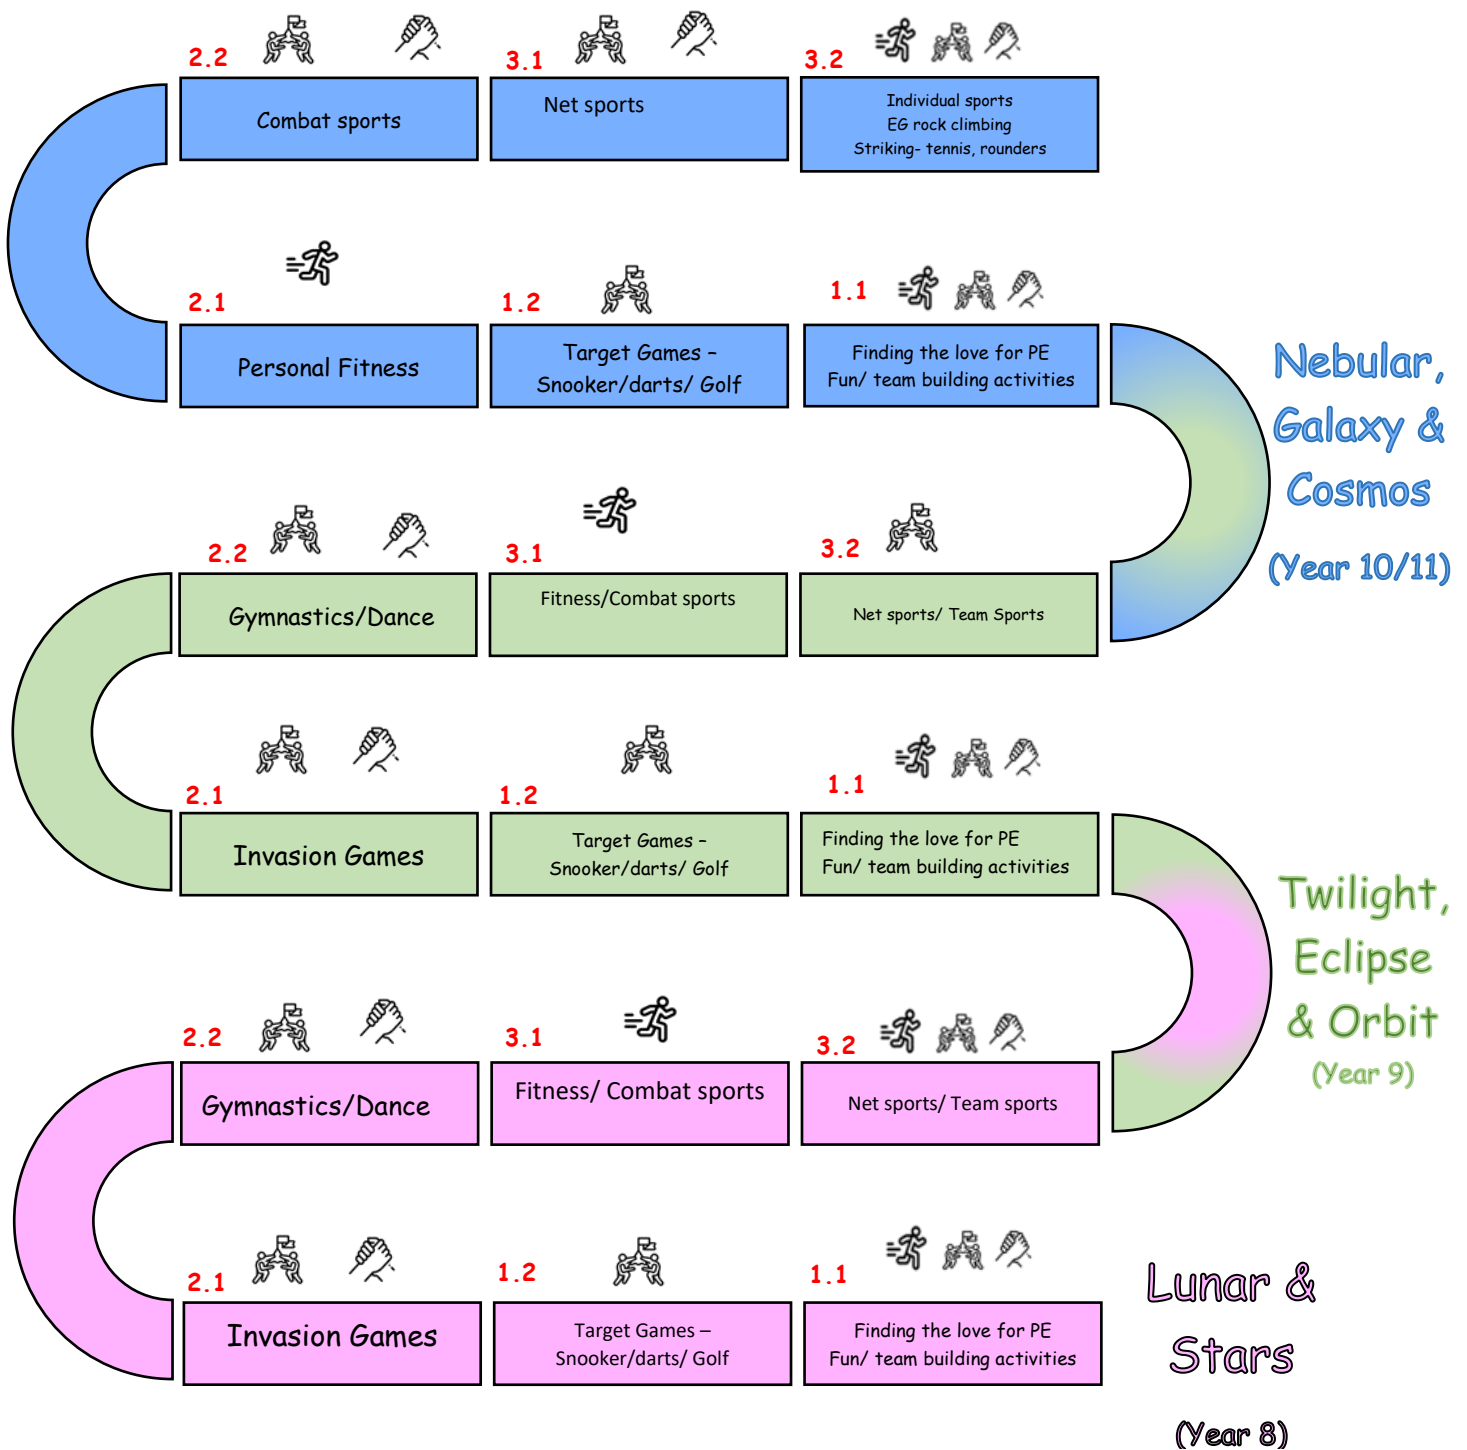 2.2
3.1
3.2
Combat sports
Net sports
Individual sports
EG rock climbing
Striking- tennis, rounders
2.1
1.2
1.1
Personal Fitness
Target Games –
Snooker/darts/ Golf
Finding the love for PE
Fun/ team building activities
Nebular,
Galaxy &
Cosmos
(Year 10/11)
2.2
3.1
3.2
Gymnastics/Dance
Fitness/Combat sports
Net sports/ Team Sports
2.1
1.2
1.1
Invasion Games
Target Games –
Snooker/darts/ Golf
Finding the love for PE
Fun/ team building activities
Twilight,
Eclipse
& Orbit
(Year 9)
2.2
3.1
3.2
Gymnastics/Dance
Fitness/ Combat sports
Net sports/ Team sports
2.1
1.2
1.1
Invasion Games
Target Games –
Snooker/darts/ Golf
Finding the love for PE
Fun/ team building activities
Lunar &
Stars
(Year 8)